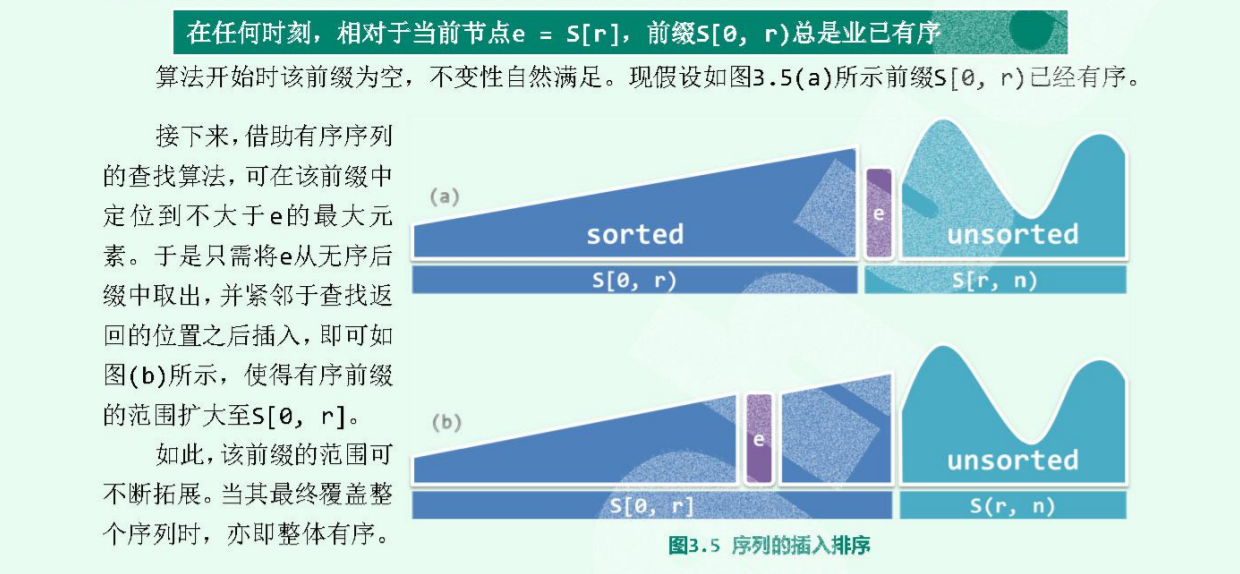 在任何时刻，相对于当前节点e = S[r]，前缀S[0, r)总是业已有序
算法开始时该前缀为空，不变性自然满足。现假设如图3.5(a)所示前缀S[0, r)已经有序。
接下来，借助有序序列
的查找算法，可在该前缀中
定位到不大于e的最大元
素。于是只需将e从无序后
缀中取出，并紧邻于查找返
回的位置之后插入，即可如
图(b)所示，使得有序前缀
的范围扩大至S[0, r]。
如此，该前缀的范围可
不断拓展。当其最终覆盖整
个序列时，亦即整体有序。
(a)
sorted
e
unsorted
S[0, r)
S[r, n)
(b)
e
unsorted
S[0, r]
S(r, n)
图3.5 序列的插入排序